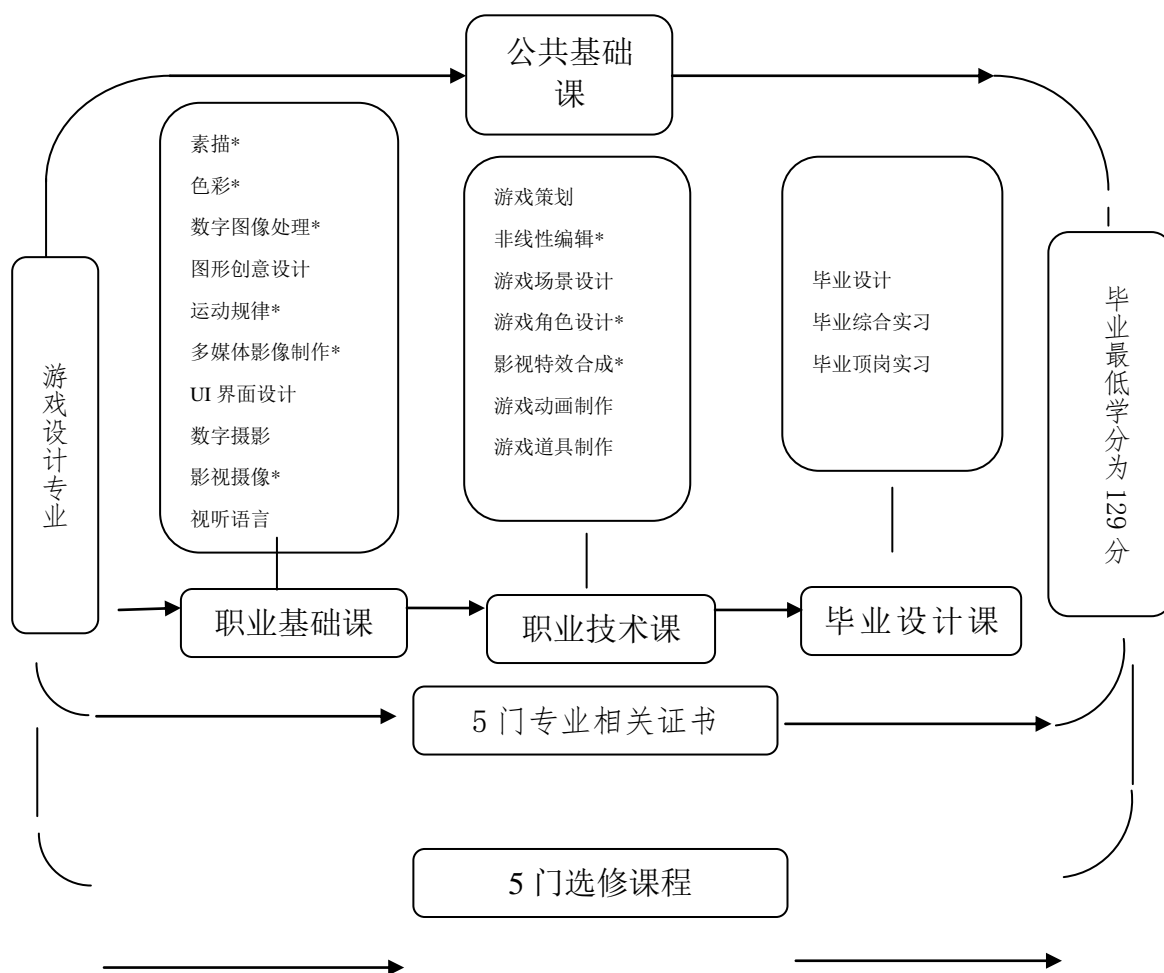 公共基础
课
素描*
色彩*
数字图像处理*
图形创意设计
运动规律*
多媒体影像制作*
UI 界面设计
数字摄影
影视摄像*
视听语言
游戏策划
非线性编辑*
游戏场景设计
游戏角色设计*
影视特效合成*
游戏动画制作
游戏道具制作
毕业设计
毕业综合实习
毕业顶岗实习
游戏设计专业
毕业最低学分为 129 分
职业基础课
职业技术课
毕业设计课
5 门专业相关证书
5 门选修课程